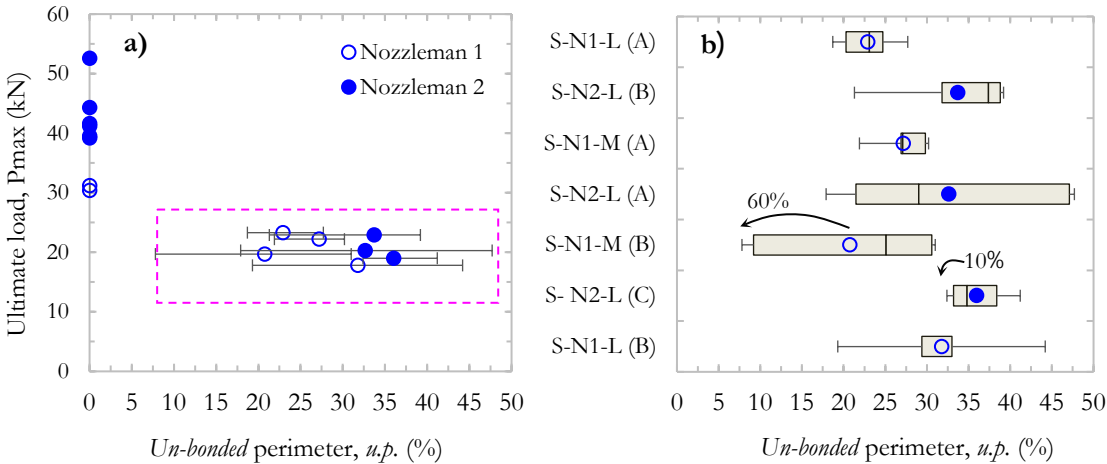 a)
Nozzleman 1
Nozzleman 2
Ultimate load, Pmax (kN)
60
50
40
30
20
10
0
0 5 10 15 20 25 30 35 40 45 50
Un-bonded perimeter, u.p. (%)
b)
S-N1-L (A)
S-N2-L (B)
S-N1-M (A)
S-N2-L (A)
S-N1-M (B)
S- N2-L (C)
S-N1-L (B)
60%
10%
0 5 10 15 20 25 30 35 40 45 50
Un-bonded perimeter, u.p. (%)